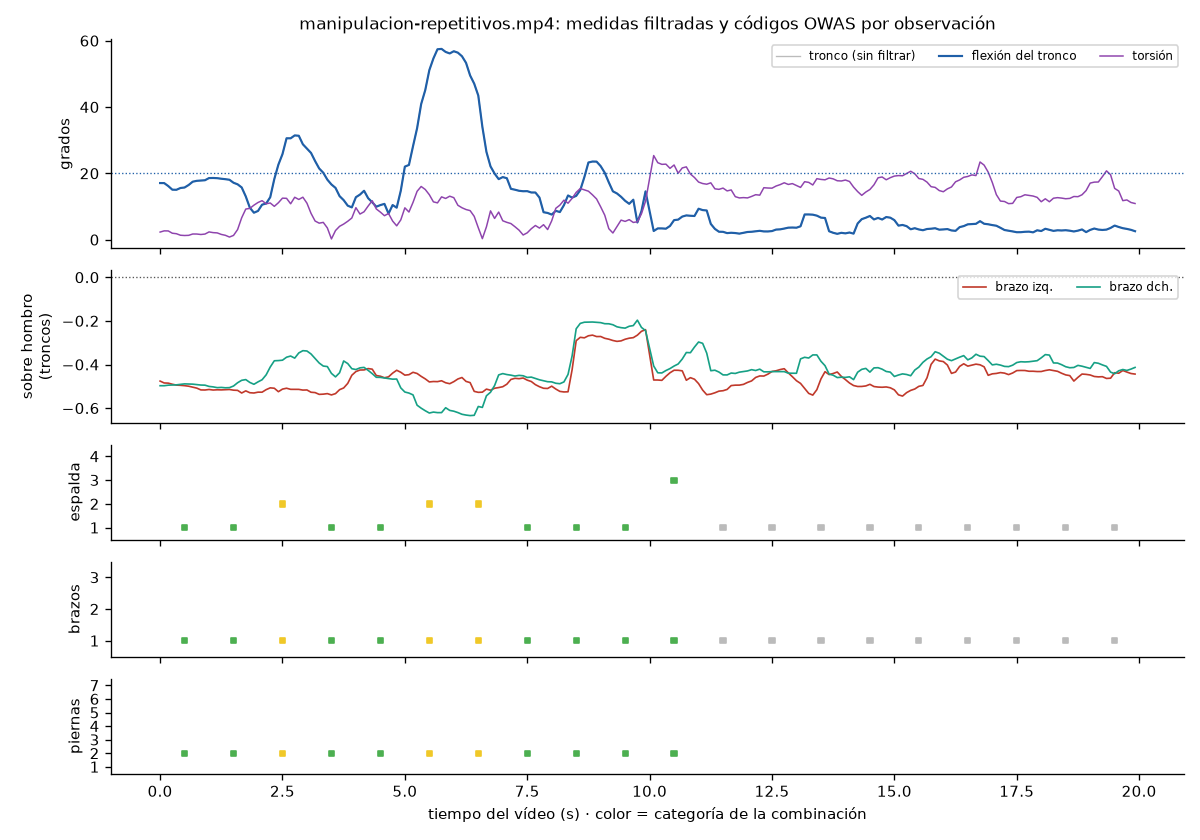 manipulacion-repetitivos.mp4: medidas filtradas y códigos OWAS por observación
tronco (sin filtrar) flexión del tronco torsión
grados
60
40
20
0
brazo izq. brazo dch.
sobre hombro
(troncos)
0.0
−0.2
−0.4
−0.6
espalda
4
3
2
1
brazos
3
2
1
piernas
7
6
5
4
3
2
1
0.0 2.5 5.0 7.5 10.0 12.5 15.0 17.5 20.0
tiempo del vídeo (s) · color = categoría de la combinación